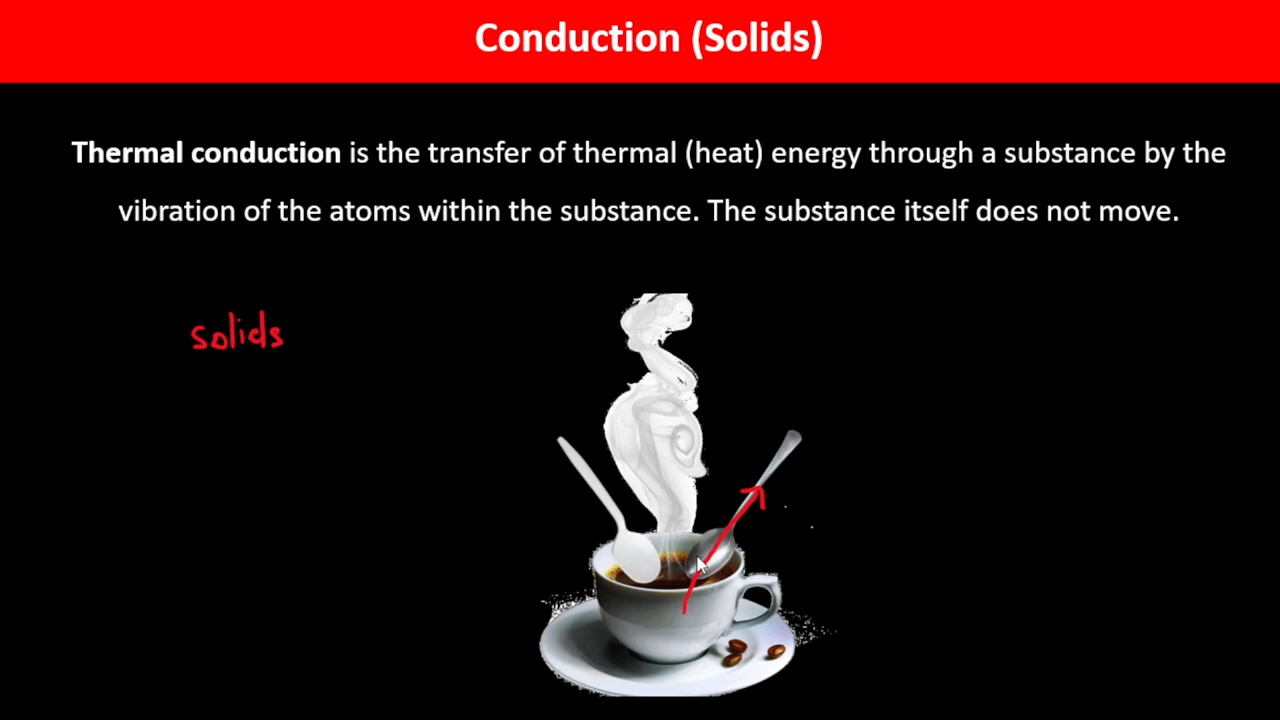 Conduction (Solids)
Thermal conduction is the transfer of thermal (heat) energy through a substance by the
vibration of the atoms within the substance. The substance itself does not move.
solids